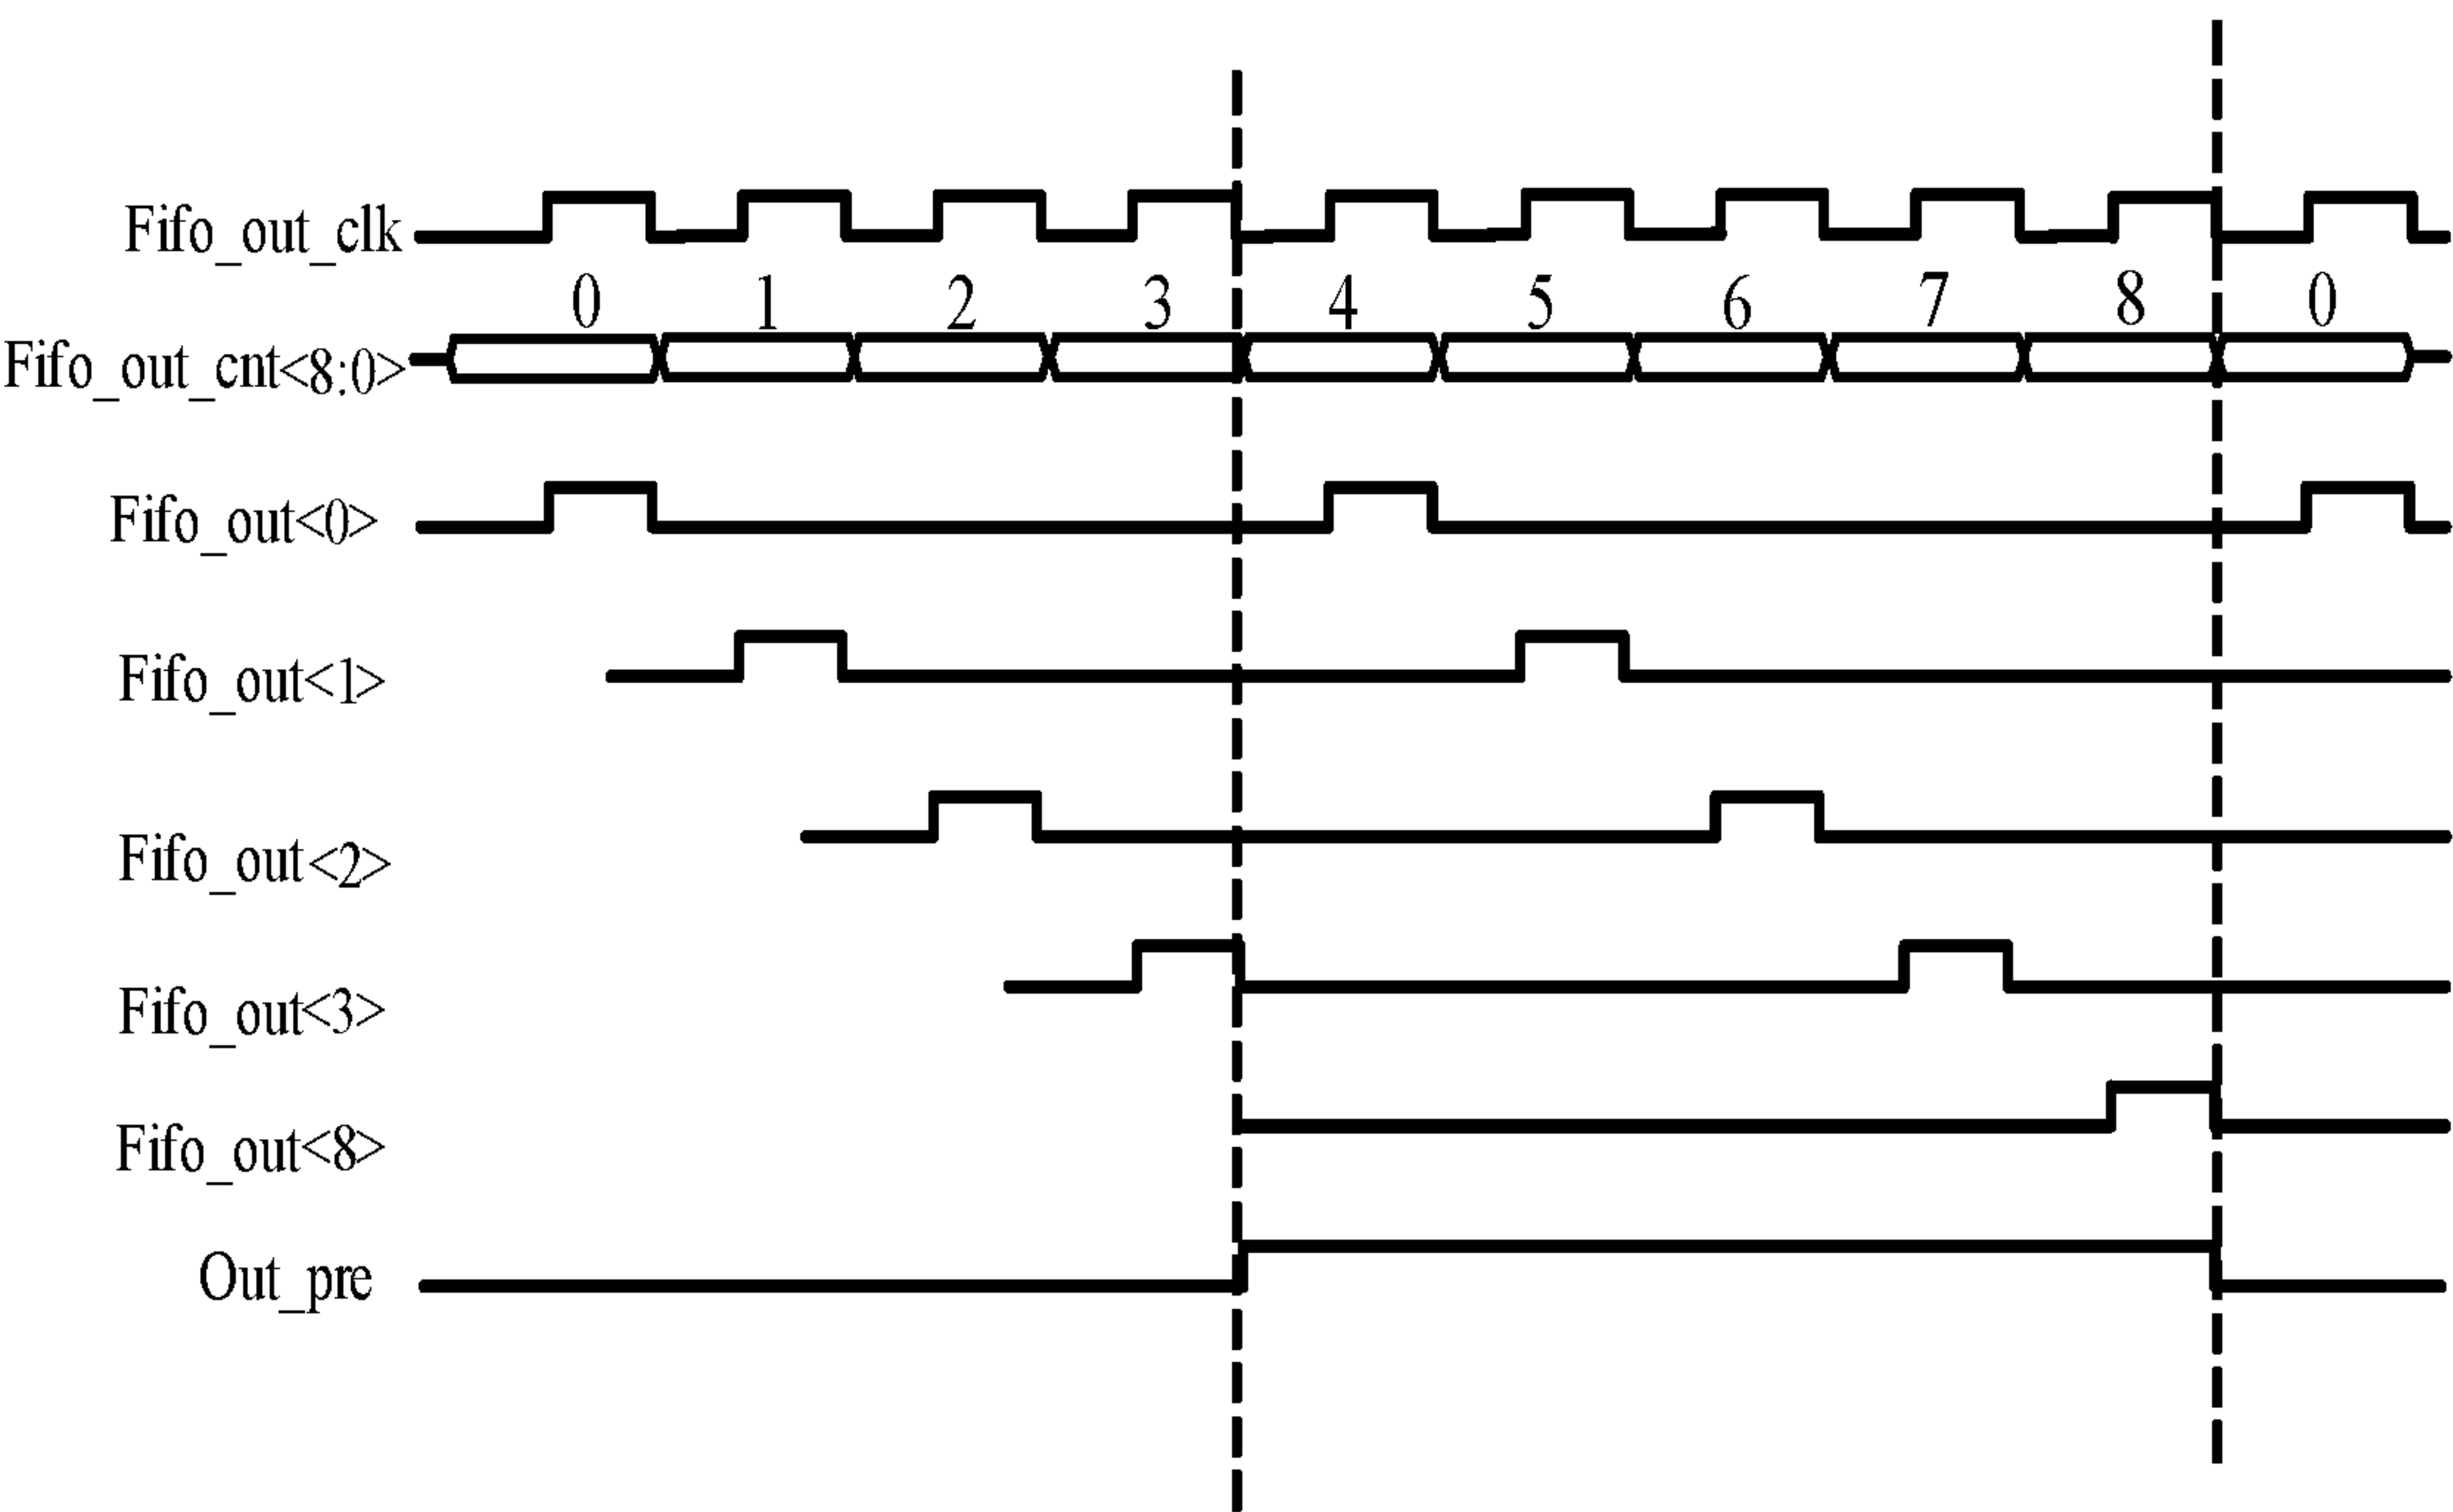 Fifo_out_clk
0 1 2 3 4 5 6 7 8 0
Fifo_out_cnt<8:0>
Fifo_out<0>
Fifo_out<1>
Fifo_out<2>
Fifo_out<3>
Fifo_out<8>
Out_pre